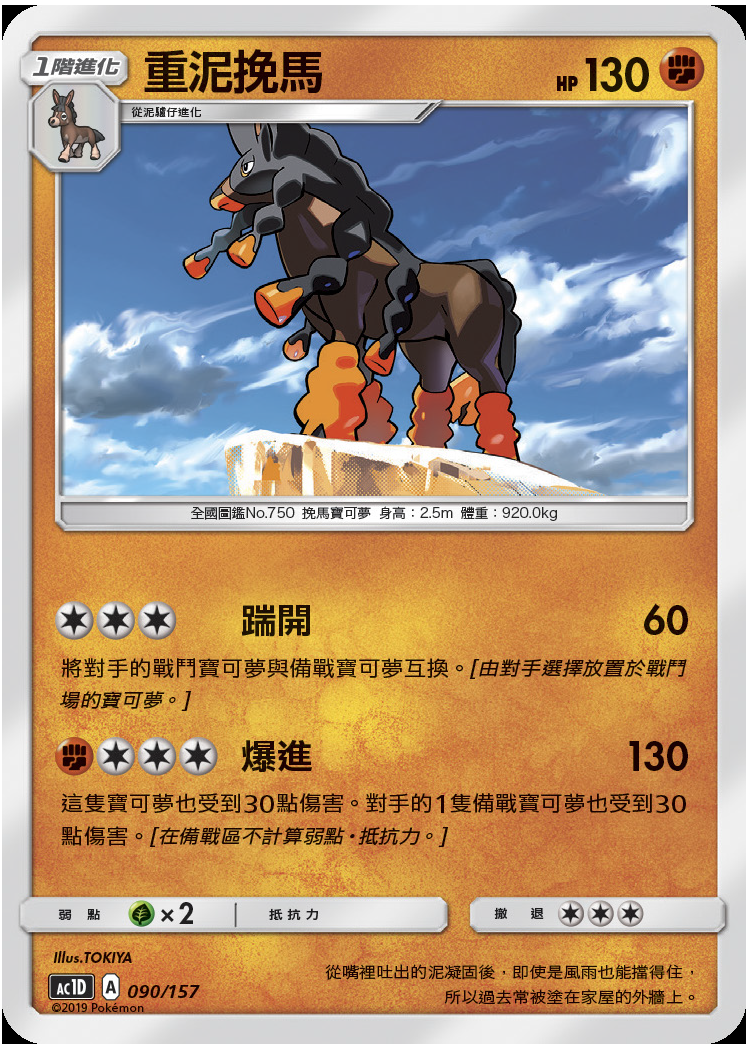 1階進化
重泥挽馬
HP 130
從泥驢仔進化
全國圖鑑No.750 挽馬寶可夢 身高：2.5m 體重：920.0kg
踹開 60
將對手的戰鬥寶可夢與備戰寶可夢互換。[由對手選擇放置於戰鬥
場的寶可夢。]
爆進 130
這隻寶可夢也受到30點傷害。對手的1隻備戰寶可夢也受到30
點傷害。[在備戰區不計算弱點・抵抗力。]
弱點 ×2 抵抗力 撤退
Illus.TOKIYA
AC1D A 090/157
©2019 Pokémon
從嘴裡吐出的泥凝固後，即使是風雨也能擋得住，
所以過去常被塗在家屋的外牆上。